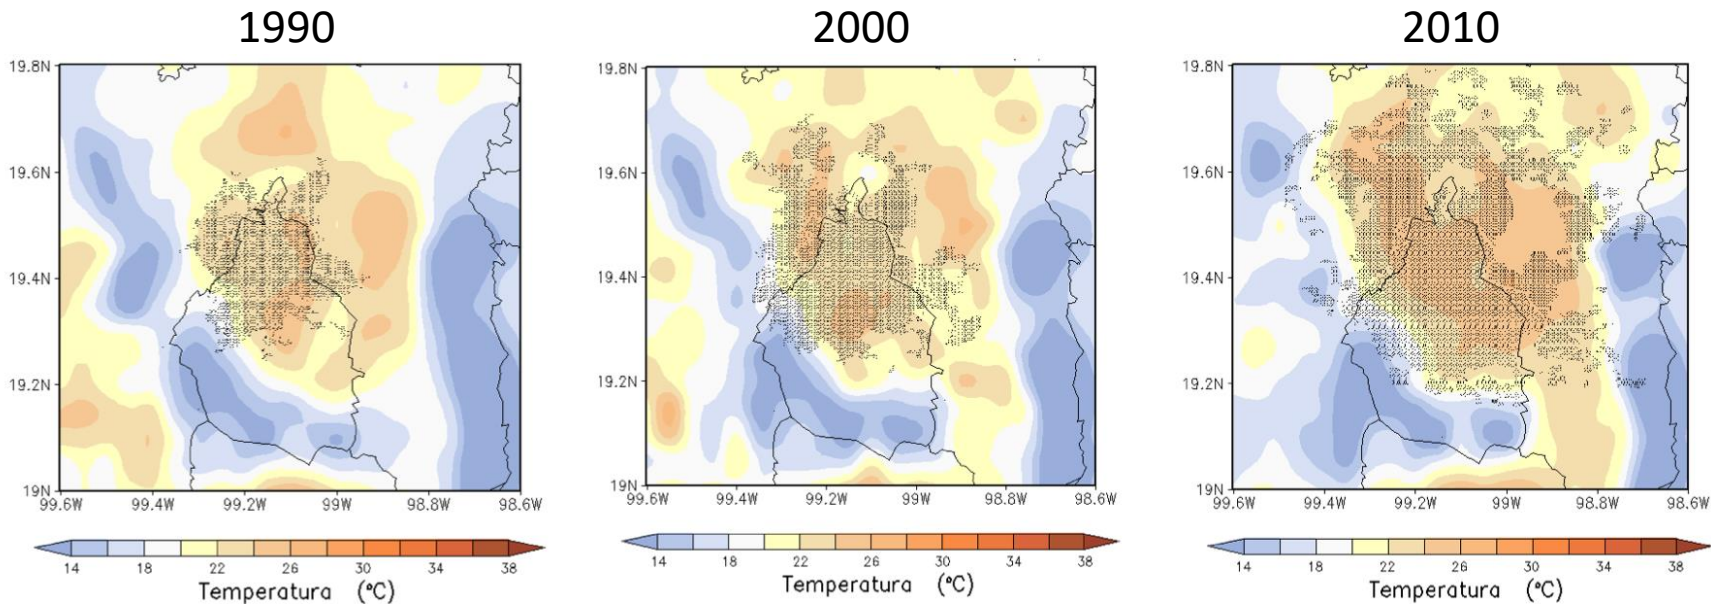 1990 2000 2010
19.8N 19.8N 19.8N
19.6N 19.6N 19.6N
19.4N 19.4N 19.4N
19.2N 19.2N 19.2N
19N 19N 19N
99.6W 99.4W 99.2W 99W 98.8W 98.6W 99.6W 99.4W 99.2W 99W 98.8W 98.6W 99.6W 99.4W 99.2W 99W 98.8W 98.6W
14 18 22 26 30 34 38 14 18 22 26 30 34 38 14 18 22 26 30 34 38
Temperatura (ºC) Temperatura (ºC) Temperatura (ºC)